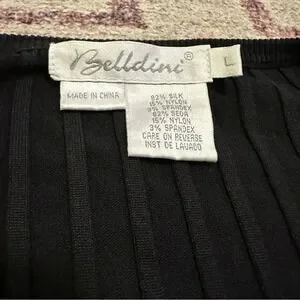 Belldini®
L
MADE IN CHINA
82% SILK
15% NYLON
3% SPANDEX
82% SEDA
15% NYLON
3% SPANDEX
CARE ON REVERSE
INST DE LAVADO